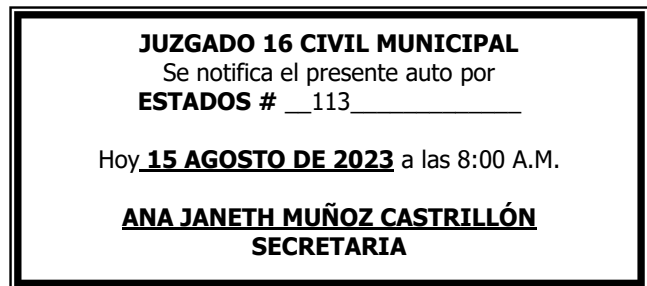 JUZGADO 16 CIVIL MUNICIPAL
Se notifica el presente auto por
ESTADOS # __113_____________
Hoy 15 AGOSTO DE 2023 a las 8:00 A.M.
ANA JANETH MUÑOZ CASTRILLÓN
SECRETARIA